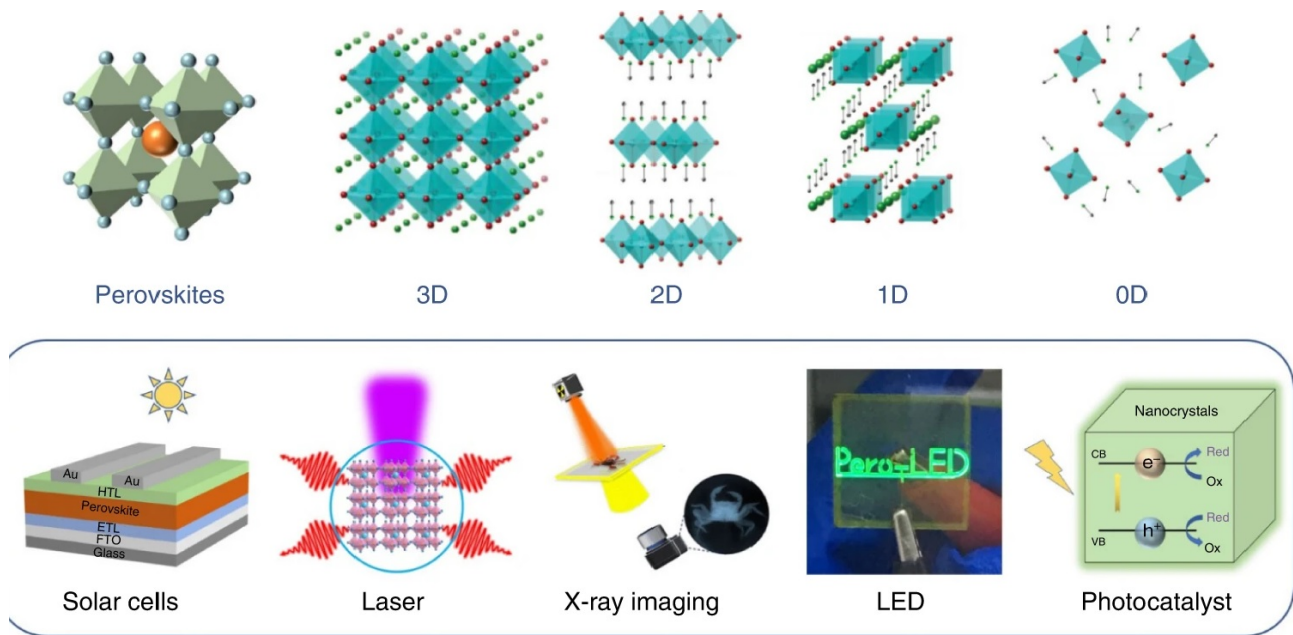 Perovskites
3D
2D
1D
0D
Au
Au
HTL
Perovskite
ETL
FTO
Glass
Solar cells
Laser
X-ray imaging
Pero-LED
LED
Nanocrystals
CB
e-
Red
Ox
VB
h+
Red
Ox
Photocatalyst